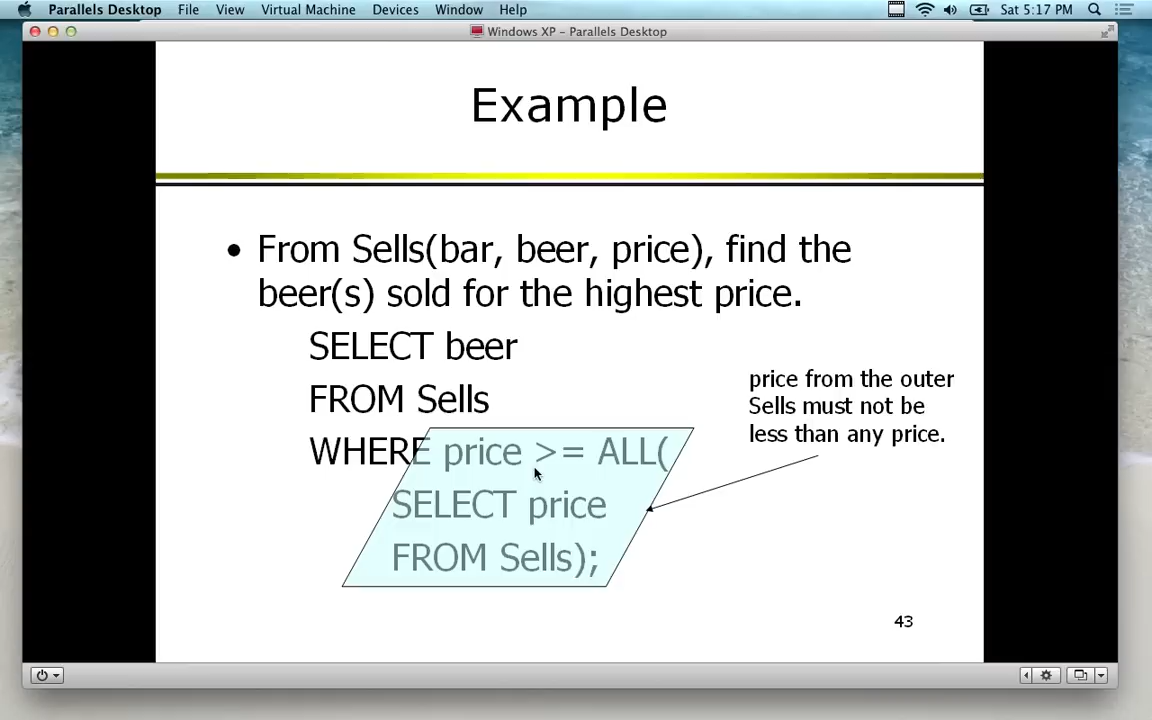 Parallels Desktop File View Virtual Machine Devices Window Help Sat 5:17 PM
Windows XP - Parallels Desktop
Example
• From Sells(bar, beer, price), find the
beer(s) sold for the highest price.
SELECT beer
FROM Sells
WHERE price >= ALL(
SELECT price
FROM Sells);
price from the outer
Sells must not be
less than any price.
43